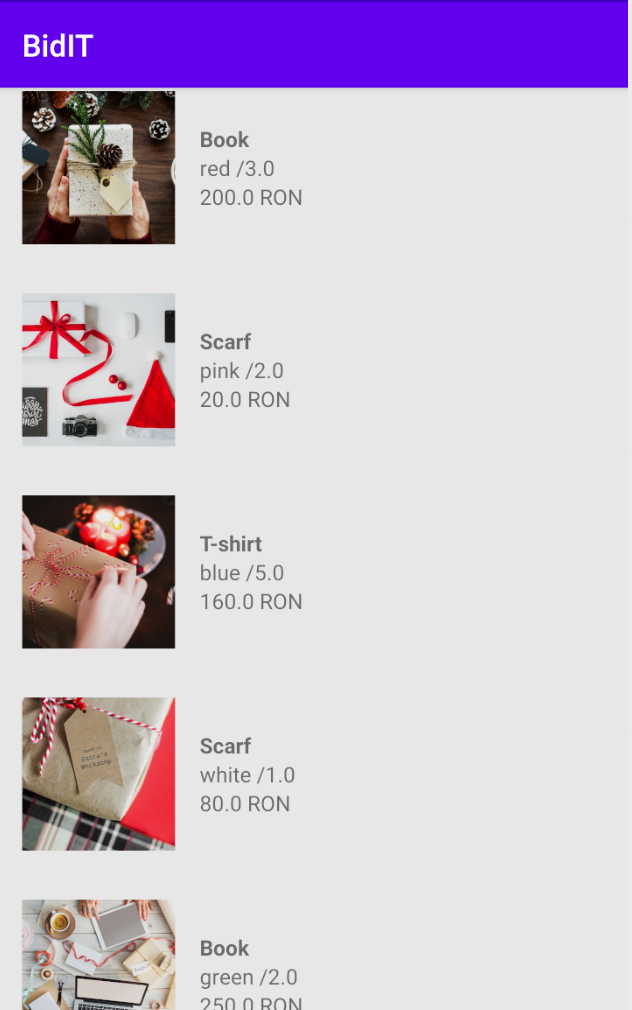 BidIT
Book
red /3.0
200.0 RON
Scarf
pink /2.0
20.0 RON
T-shirt
blue /5.0
160.0 RON
made in
Santa's
Workshop
Scarf
white /1.0
80.0 RON
Book
green /2.0
250.0 RON